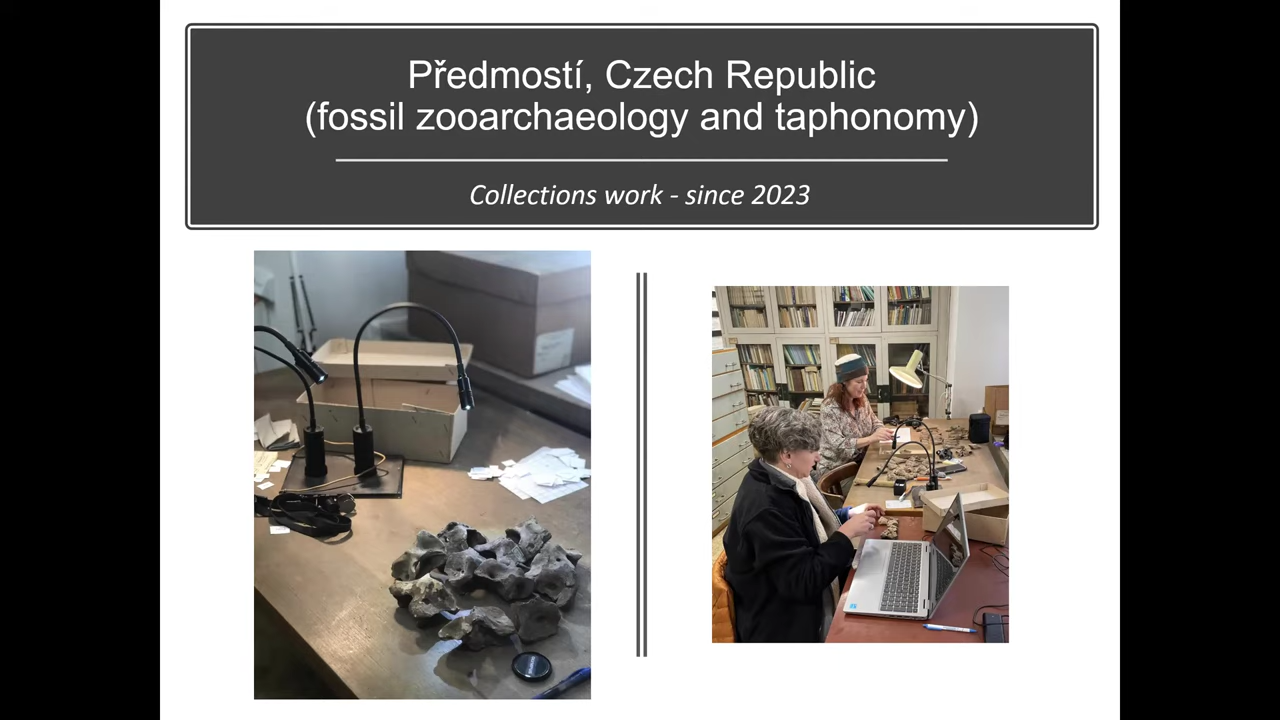 Předmostí, Czech Republic
(fossil zooarchaeology and taphonomy)
Collections work - since 2023